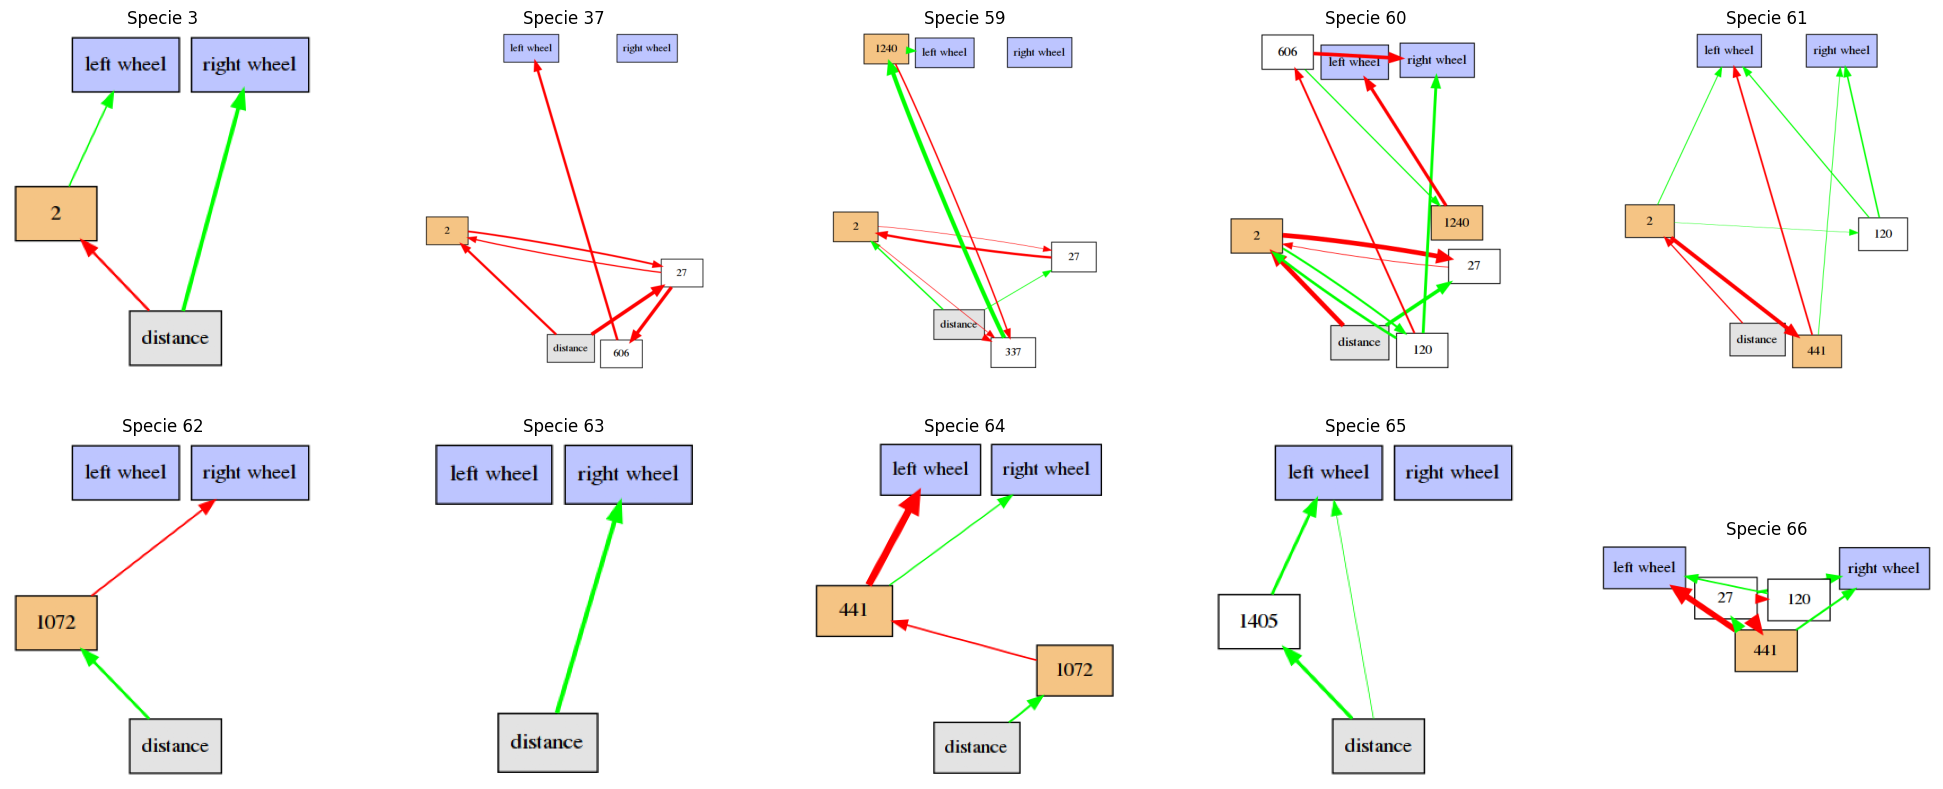 Specie 3
left wheel
right wheel
2
distance
Specie 37
left wheel
right wheel
2
27
distance
606
Specie 59
1240
left wheel
right wheel
2
27
distance
337
Specie 60
606
left wheel
right wheel
1240
2
27
distance
120
Specie 61
left wheel
right wheel
2
120
distance
441
Specie 62
left wheel
right wheel
1072
distance
Specie 63
left wheel
right wheel
distance
Specie 64
left wheel
right wheel
441
1072
distance
Specie 65
left wheel
right wheel
1405
distance
Specie 66
left wheel
right wheel
27
120
441